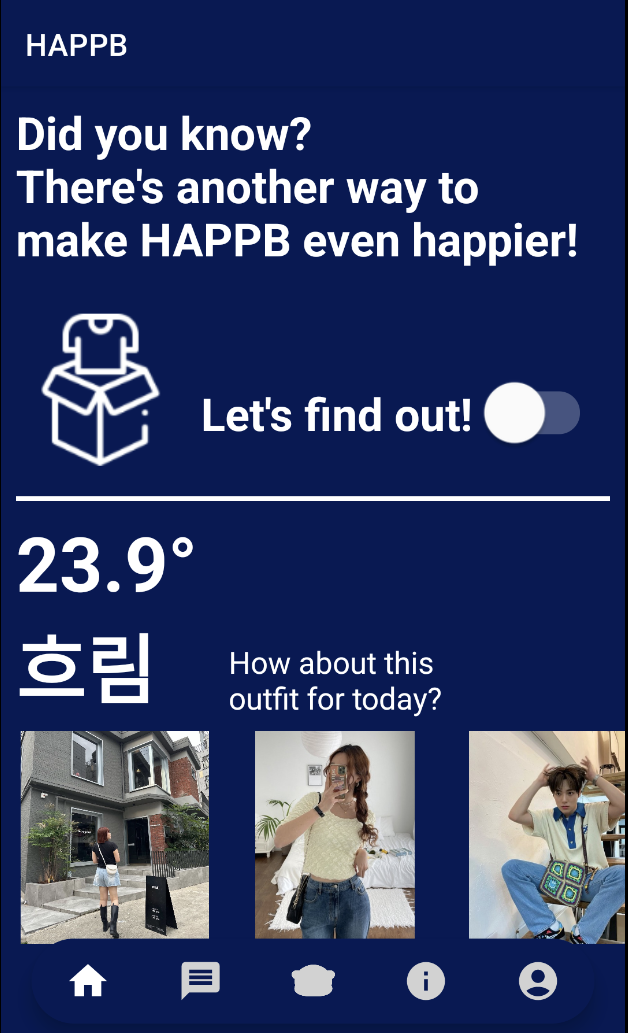 HAPPB
Did you know?
There's another way to
make HAPPB even happier!
Let's find out!
23.9°
흐림
How about this
outfit for today?